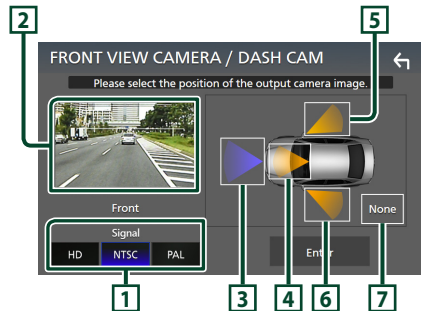 2
5
FRONT VIEW CAMERA / DASH CAM
Please select the position of the output camera image.
Front
None
Signal
HD NTSC PAL
Enter
1
3
4
6
7